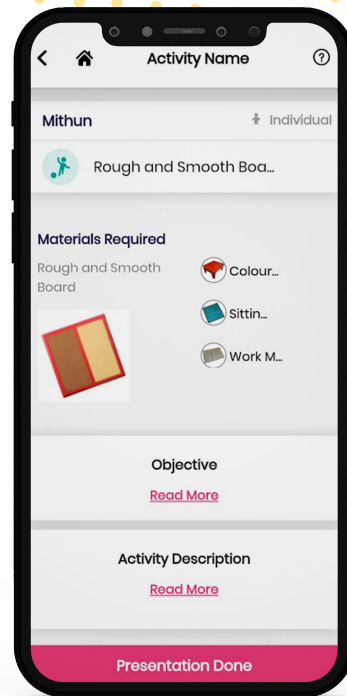 Activity Name
Mithun
Individual
Rough and Smooth Boa...
Materials Required
Rough and Smooth
Board
Colour...
Sittin...
Work M...
Objective
Read More
Activity Description
Read More
Presentation Done